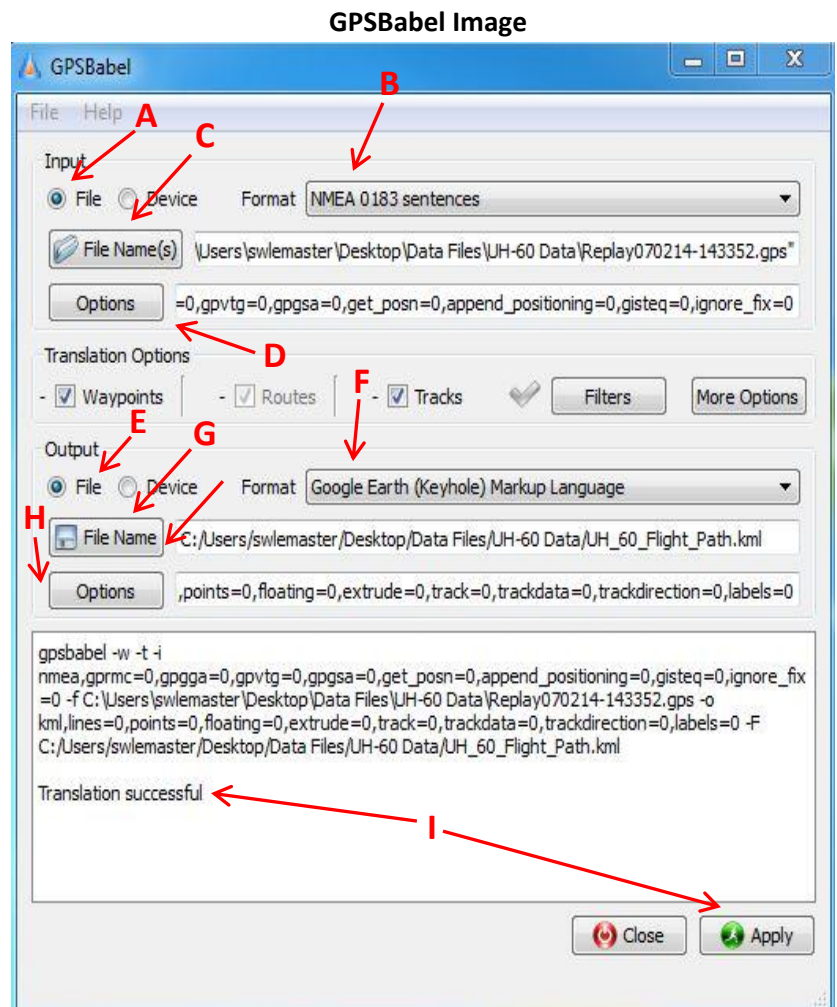 GPSBabel Image
GPSBabel
File Help
A
B
C
Input
File Device Format NMEA 0183 sentences
File Name(s) \Users\swlemaster\Desktop\Data Files\UH-60 Data\Replay070214-143352.gps"
Options =0,gpvtg=0,gpgsa=0,get_posn=0,append_positioning=0,gisteq=0,ignore_fix=0
D
Translation Options
F
- Waypoints - Routes - Tracks Filters More Options
E
G
Output
File Device Format Google Earth (Keyhole) Markup Language
H
File Name C:/Users/swlemaster/Desktop/Data Files/UH-60 Data/UH_60_Flight_Path.kml
Options ,points=0,floating=0,extrude=0,track=0,trackdata=0,trackdirection=0,labels=0
gpsbabel -w -t -i
nmea,gprmc=0,gpgga=0,gpvtg=0,gpgsa=0,get_posn=0,append_positioning=0,gisteq=0,ignore_fix
=0 -f C:\Users\swlemaster\Desktop\Data Files\UH-60 Data\Replay070214-143352.gps -o
kml,lines=0,points=0,floating=0,extrude=0,track=0,trackdata=0,trackdirection=0,labels=0 -F
C:/Users/swlemaster/Desktop/Data Files/UH-60 Data/UH_60_Flight_Path.kml
Translation successful
I
Close Apply